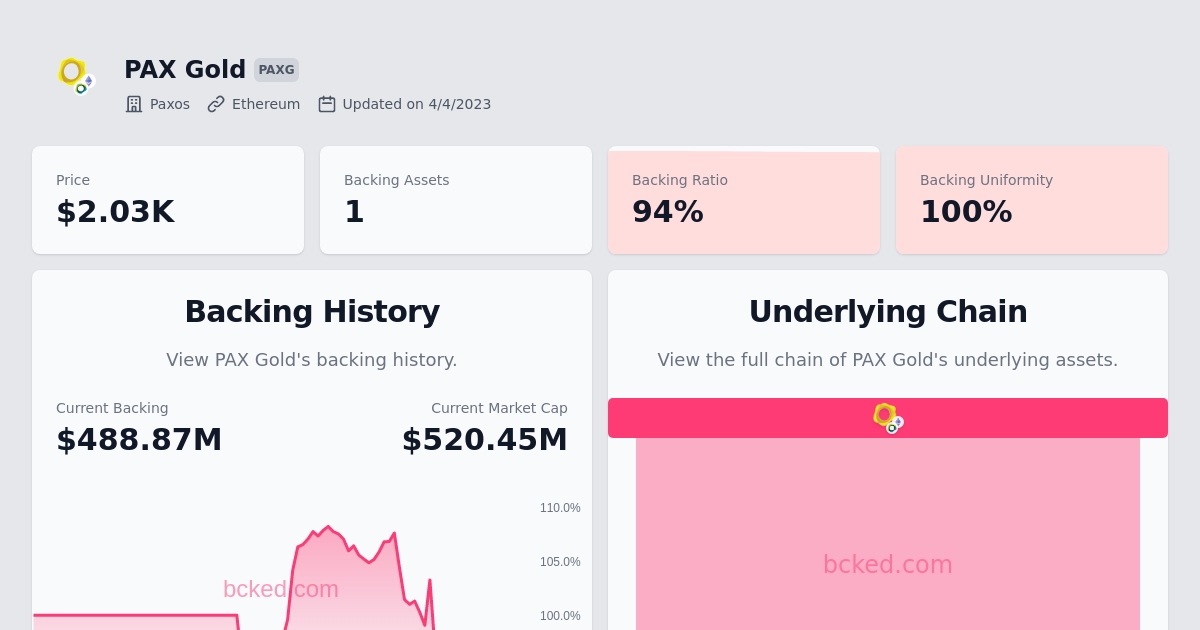 PAX Gold PAXG
Paxos Ethereum Updated on 4/4/2023
Price
$2.03K
Backing Assets
1
Backing Ratio
94%
Backing Uniformity
100%
Backing History
View PAX Gold's backing history.
Current Backing
$488.87M
Current Market Cap
$520.45M
110.0%
105.0%
100.0%
bcked.com
Underlying Chain
View the full chain of PAX Gold's underlying assets.
bcked.com